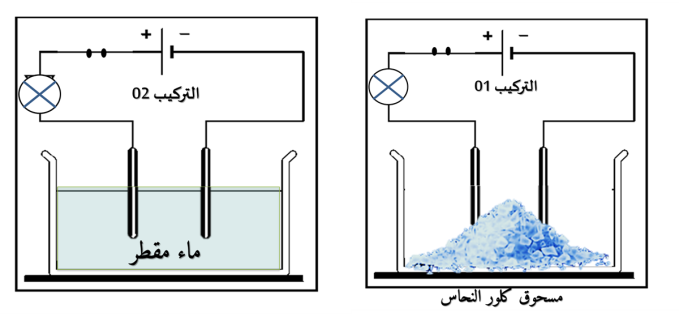 + −
التركيب 01
مسحوق كلور النحاس
+ −
التركيب 02
ماء مقطر